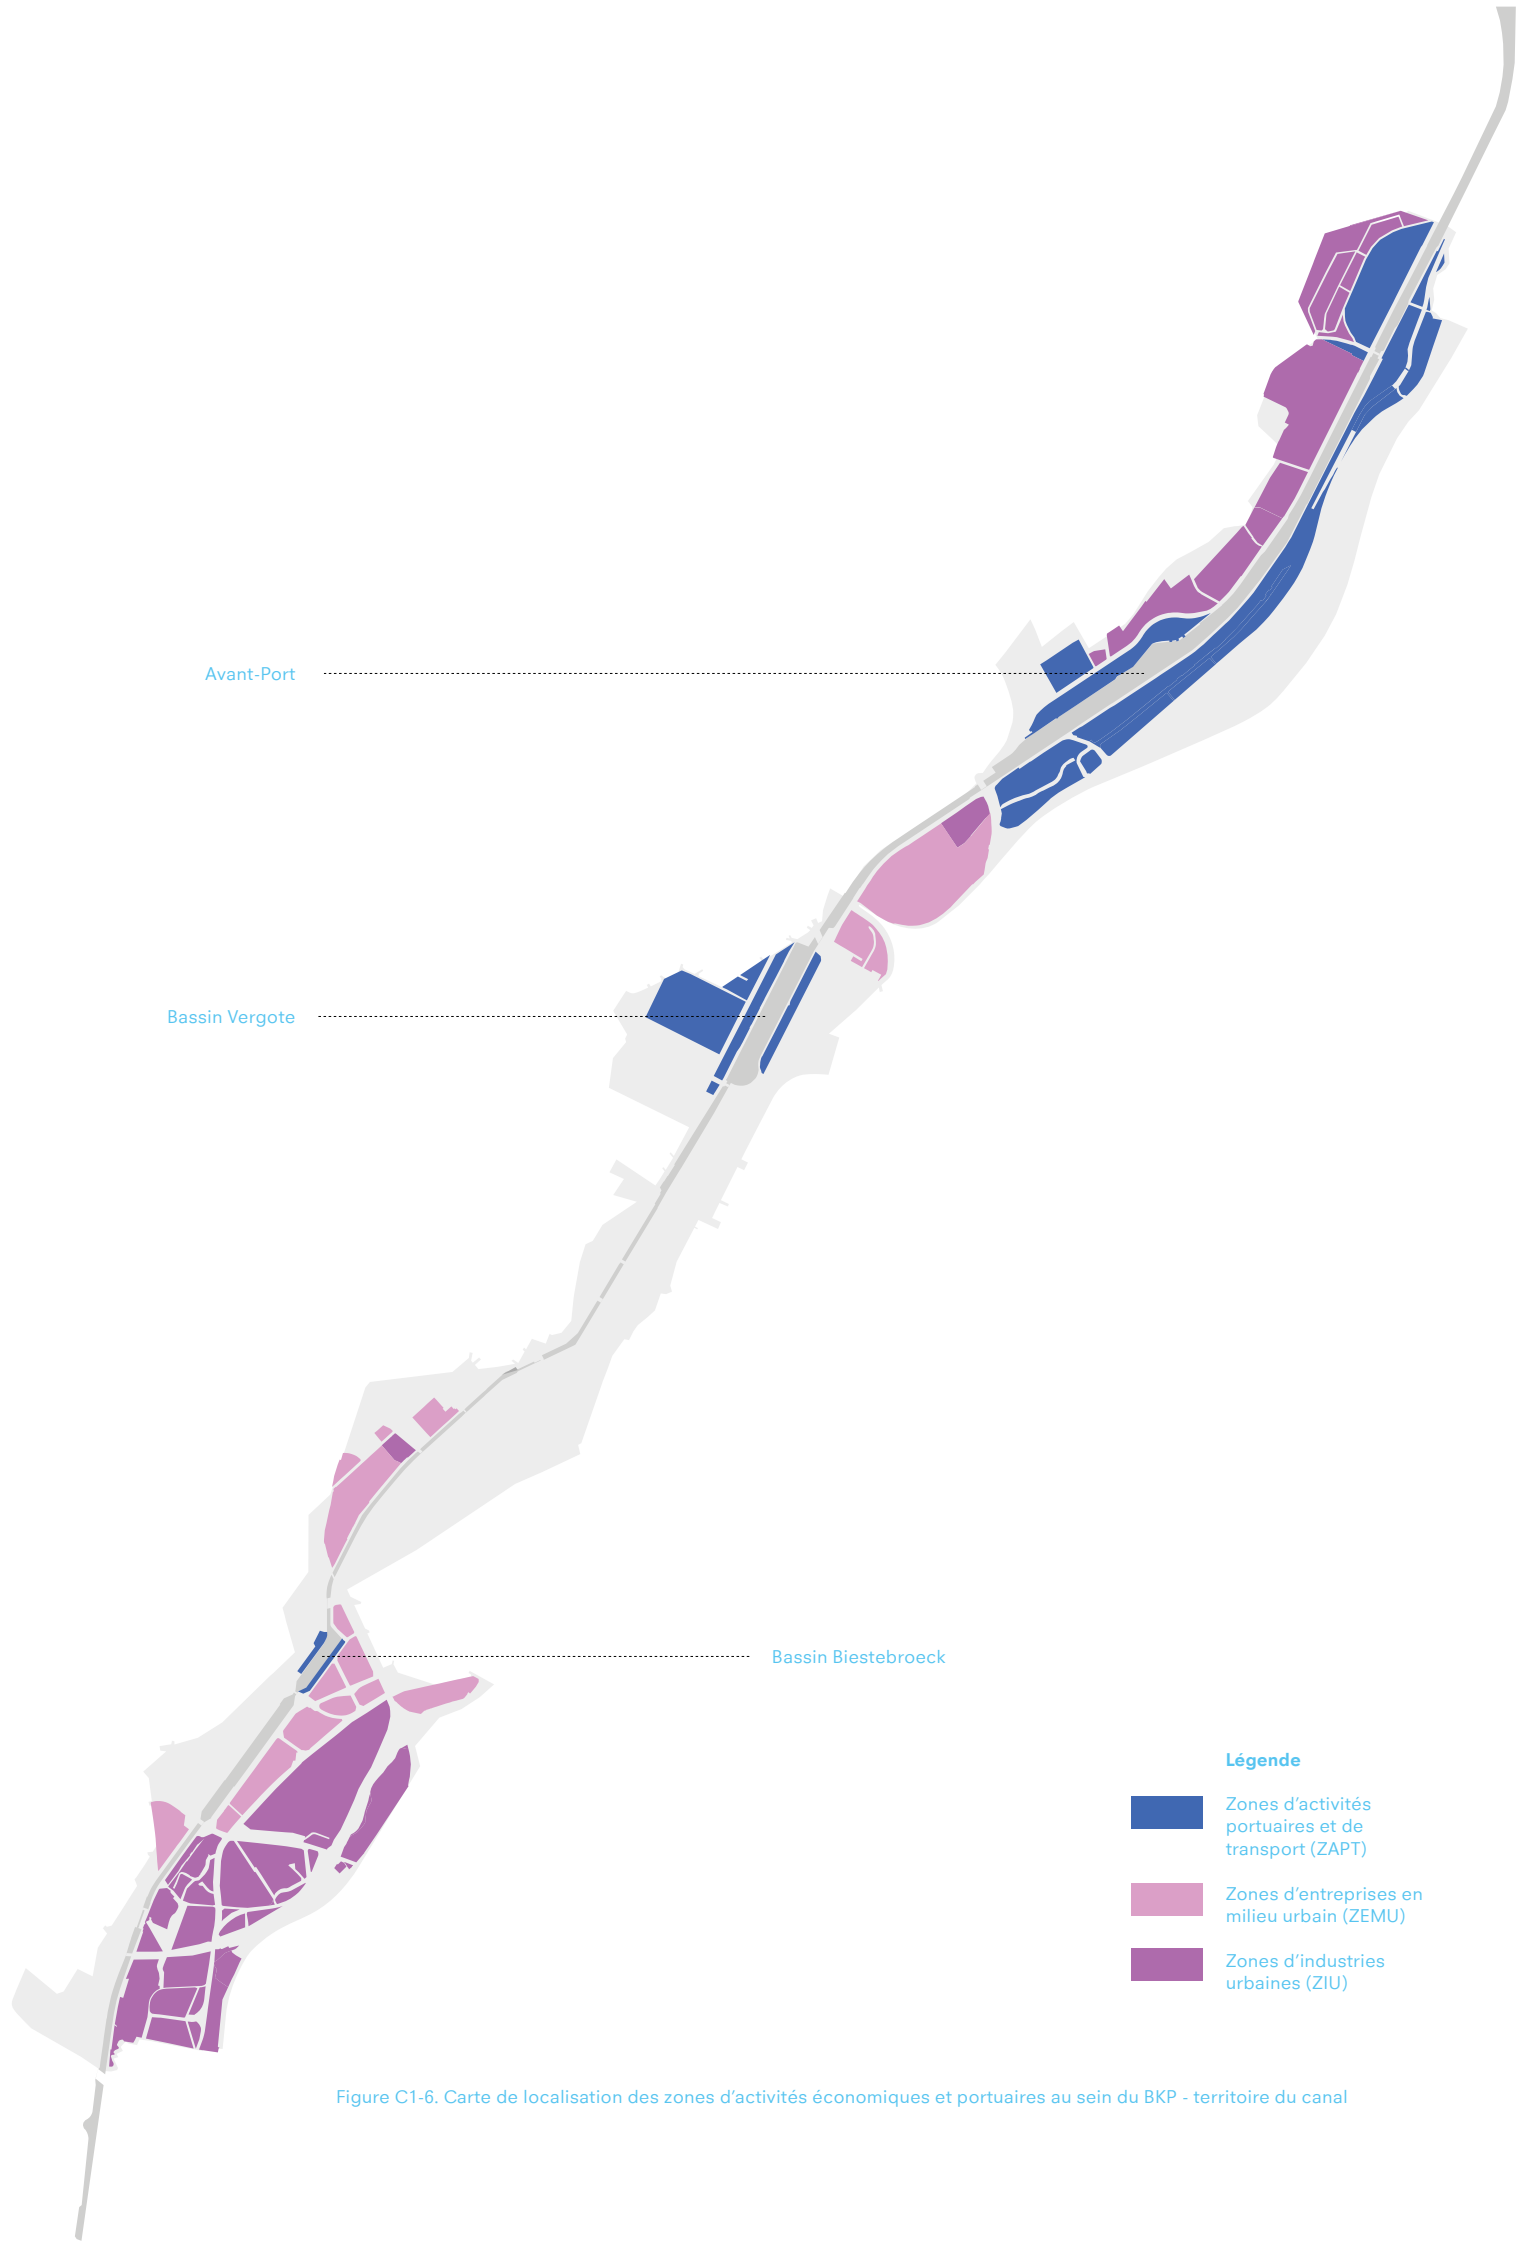 Avant-Port
Bassin Vergote
Bassin Biestebroeck
Légende
Zones d’activités
portuaires et de
transport (ZAPT)
Zones d’entreprises en
milieu urbain (ZEMU)
Zones d’industries
urbaines (ZIU)
Figure C1-6. Carte de localisation des zones d’activités économiques et portuaires au sein du BKP - territoire du canal